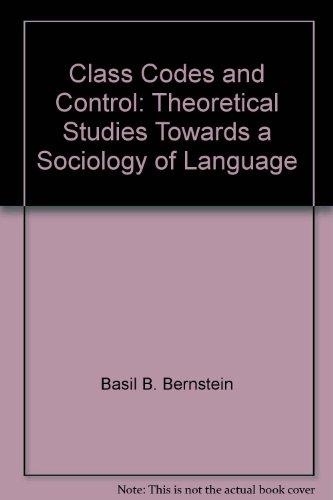 Class Codes and
Control: Theoretical
Studies Towards a
Sociology of Language
Basil B. Bernstein
Note: This is not the actual book cover